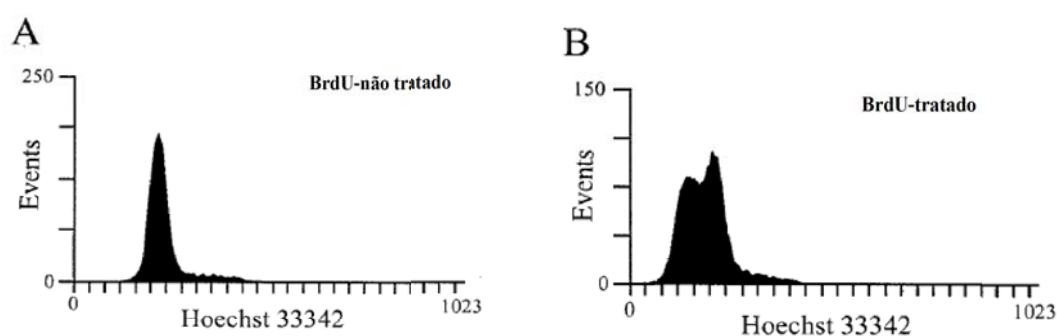 A
250
BrdU-não tratado
Events
0
0
1023
Hoechst 33342
B
150
BrdU-tratado
Events
0
0
1023
Hoechst 33342